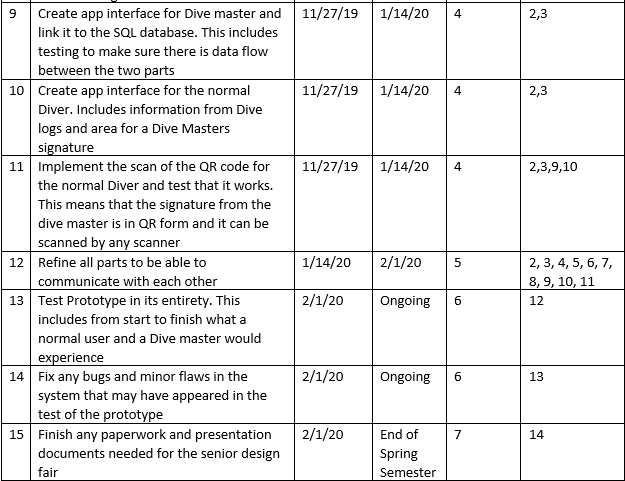 9 Create app interface for Dive master and 11/27/19 1/14/20 4 2,3
link it to the SQL database. This includes
testing to make sure there is data flow
between the two parts
10 Create app interface for the normal 11/27/19 1/14/20 4 2,3
Diver. Includes information from Dive
logs and area for a Dive Masters
signature
11 Implement the scan of the QR code for 11/27/19 1/14/20 4 2,3,9,10
the normal Diver and test that it works.
This means that the signature from the
dive master is in QR form and it can be
scanned by any scanner
12 Refine all parts to be able to 1/14/20 2/1/20 5 2, 3, 4, 5, 6, 7,
communicate with each other 8, 9, 10, 11
13 Test Prototype in its entirety. This 2/1/20 Ongoing 6 12
includes from start to finish what a
normal user and a Dive master would
experience
14 Fix any bugs and minor flaws in the 2/1/20 Ongoing 6 13
system that may have appeared in the
test of the prototype
15 Finish any paperwork and presentation 2/1/20 End of 7 14
documents needed for the senior design Spring
fair Semester